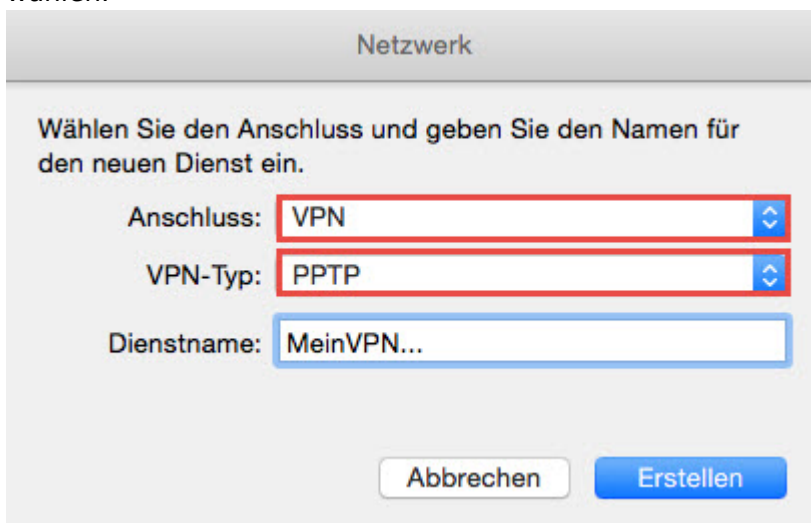 wählen.
Netzwerk
Wählen Sie den Anschluss und geben Sie den Namen für
den neuen Dienst ein.
Anschluss: VPN
VPN-Typ: PPTP
Dienstname: MeinVPN...
Abbrechen Erstellen